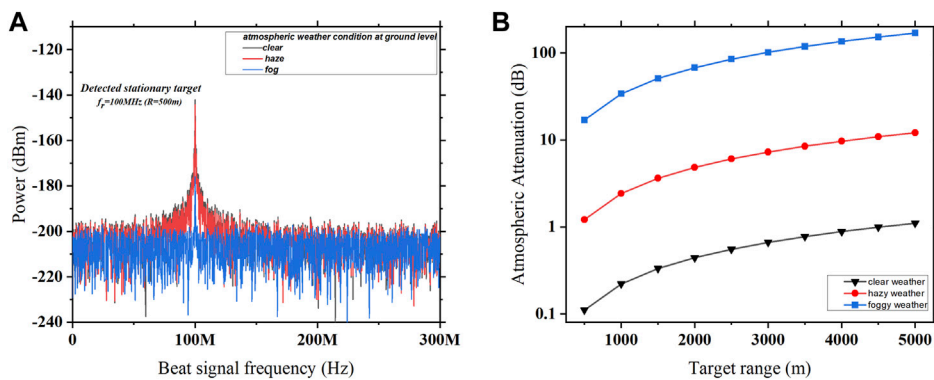 A
atmospheric weather condition at ground level
clear
haze
fog
Detected stationary target
fr=100MHz (R=500m)
-120
-140
-160
-180
-200
-220
-240
Power (dBm)
0
100M
200M
300M
Beat signal frequency (Hz)
B
100
10
1
0.1
Atmospheric Attenuation (dB)
clear weather
hazy weather
foggy weather
1000
2000
3000
4000
5000
Target range (m)